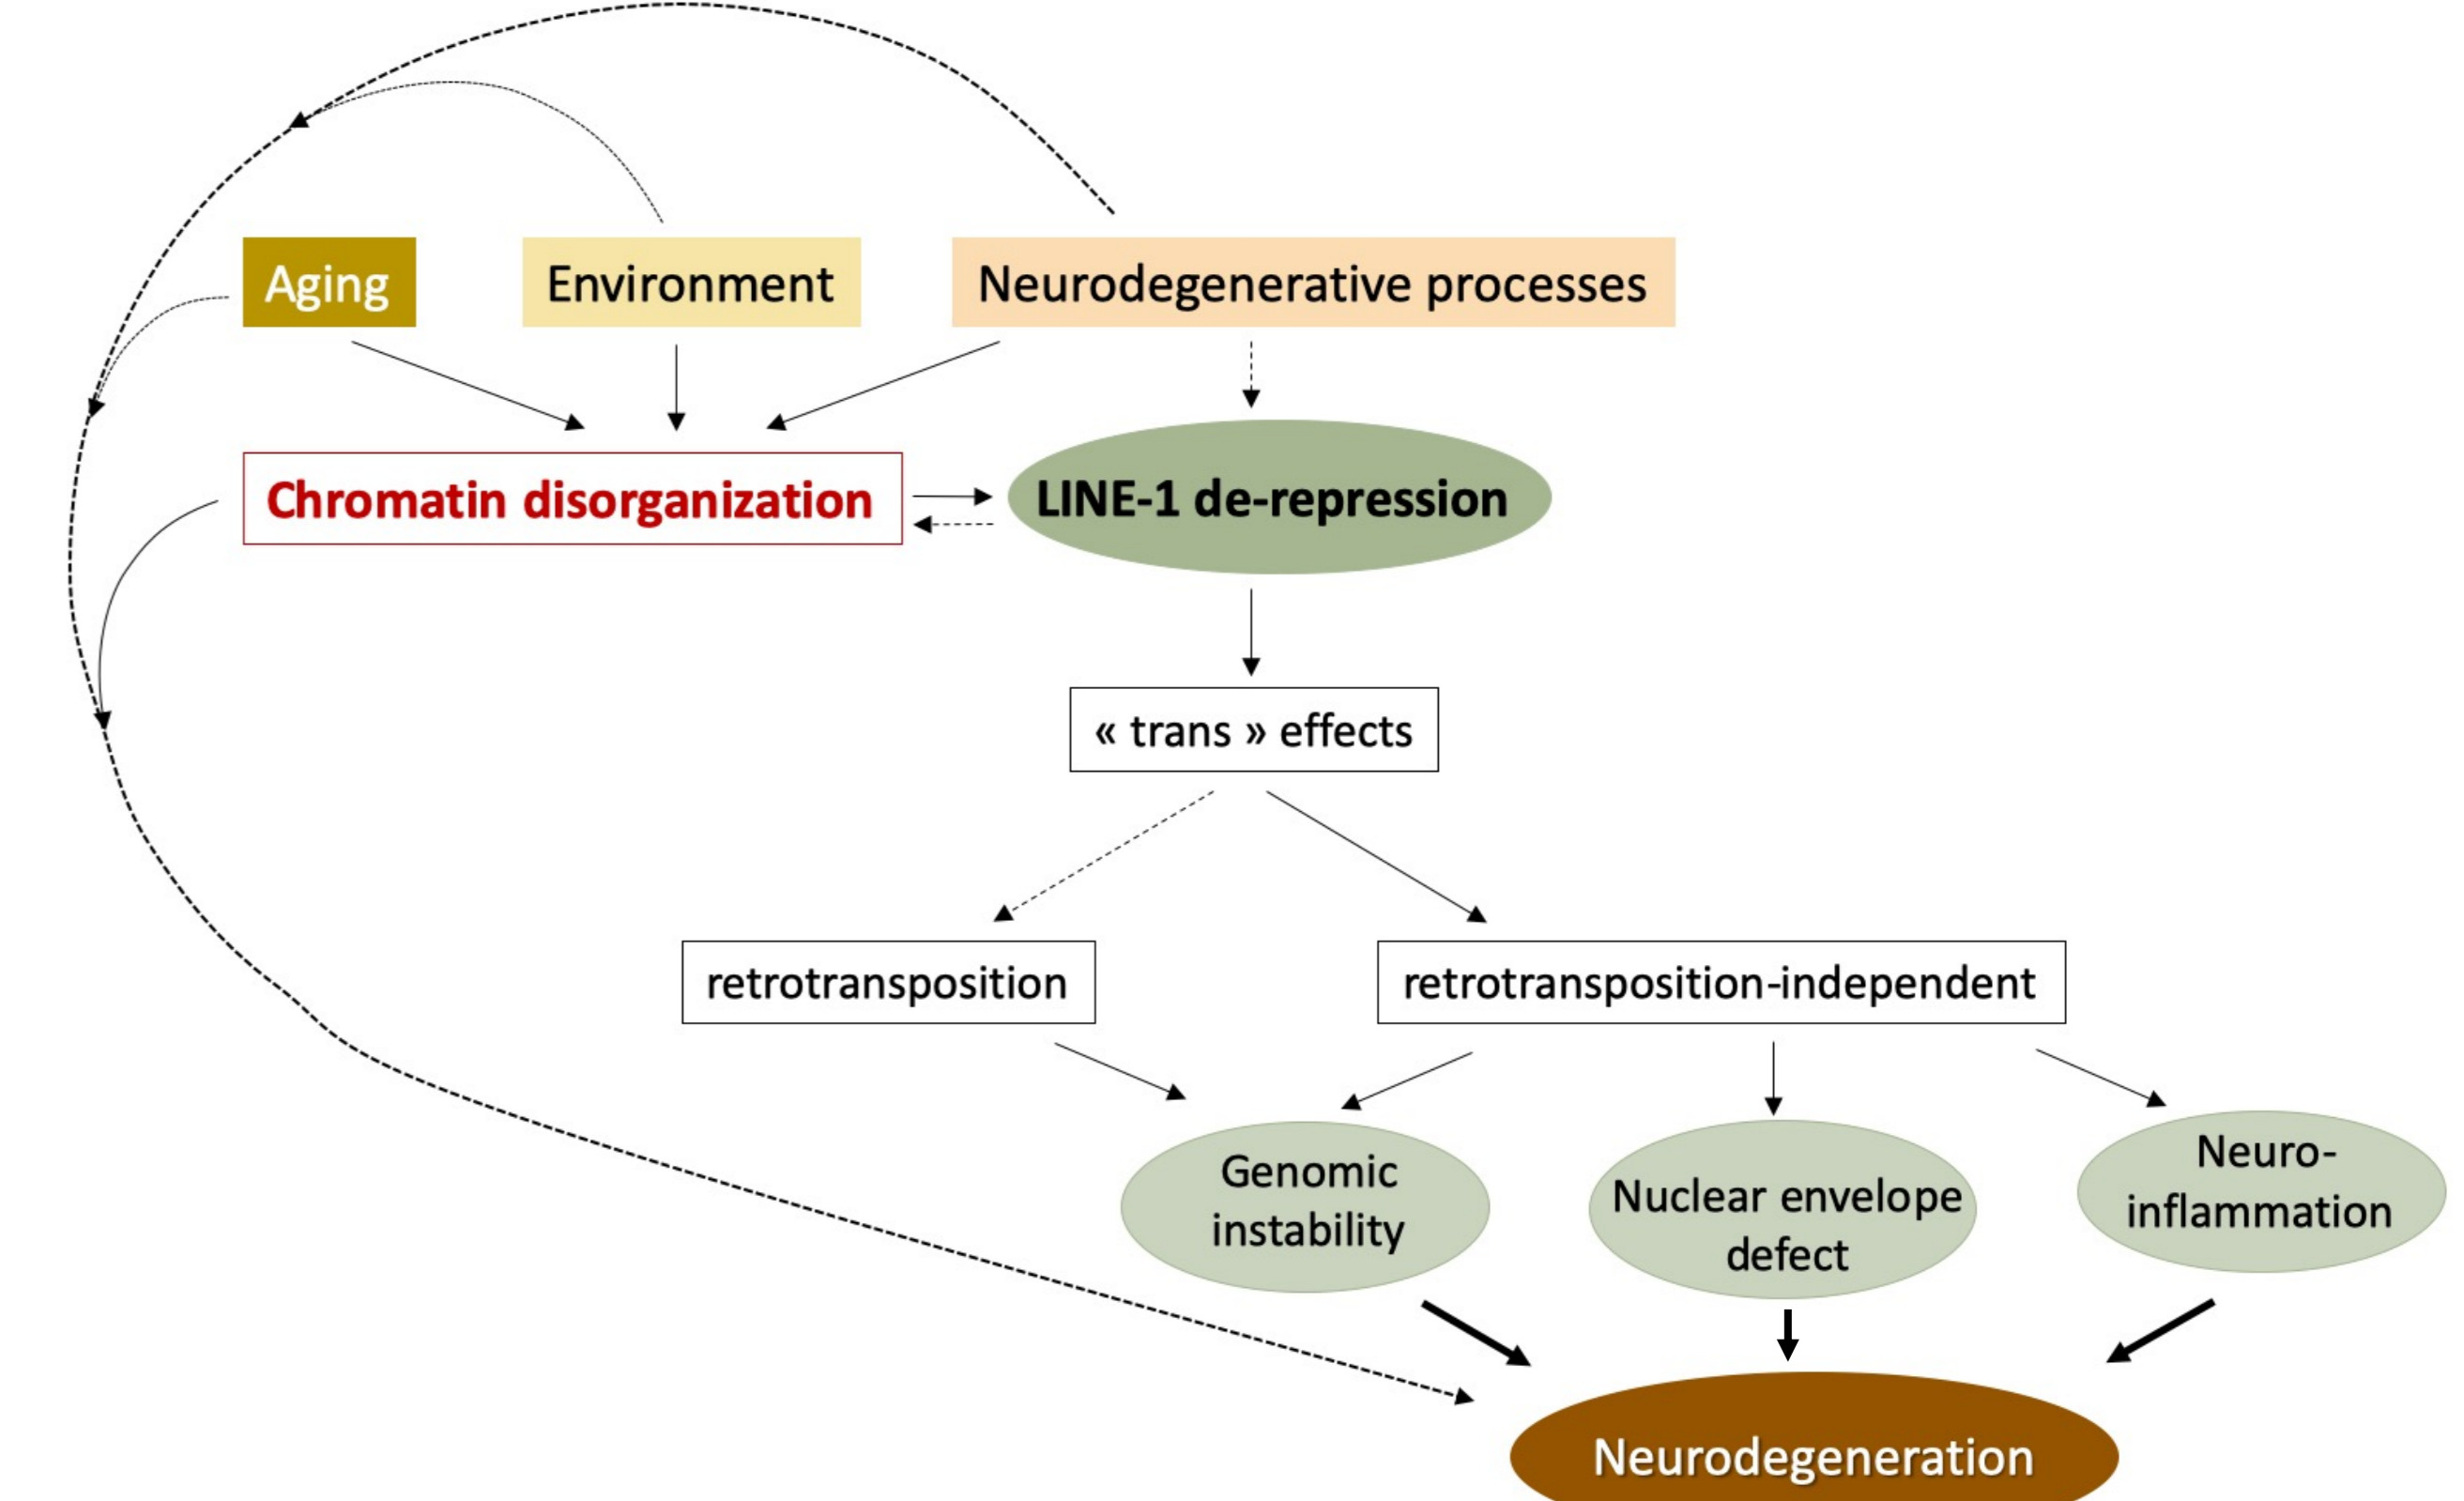 Aging
Environment
Neurodegenerative processes
Chromatin disorganization
LINE-1 de-repression
« trans » effects
retrotransposition
retrotransposition-independent
Genomic
instability
Nuclear envelope
defect
Neuro-
inflammation
Neurodegeneration